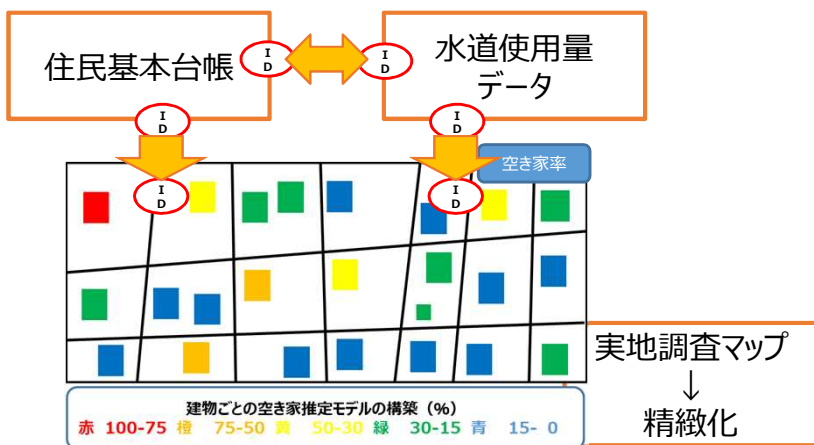 住民基本台帳
ID
ID
水道使用量
データ
ID
ID
空き家率
ID
ID
実地調査マップ
↓
精緻化
建物ごとの空き家推定モデルの構築(%)
赤 100-75 橙 75-50 黄 50-30 緑 30-15 青 15- 0